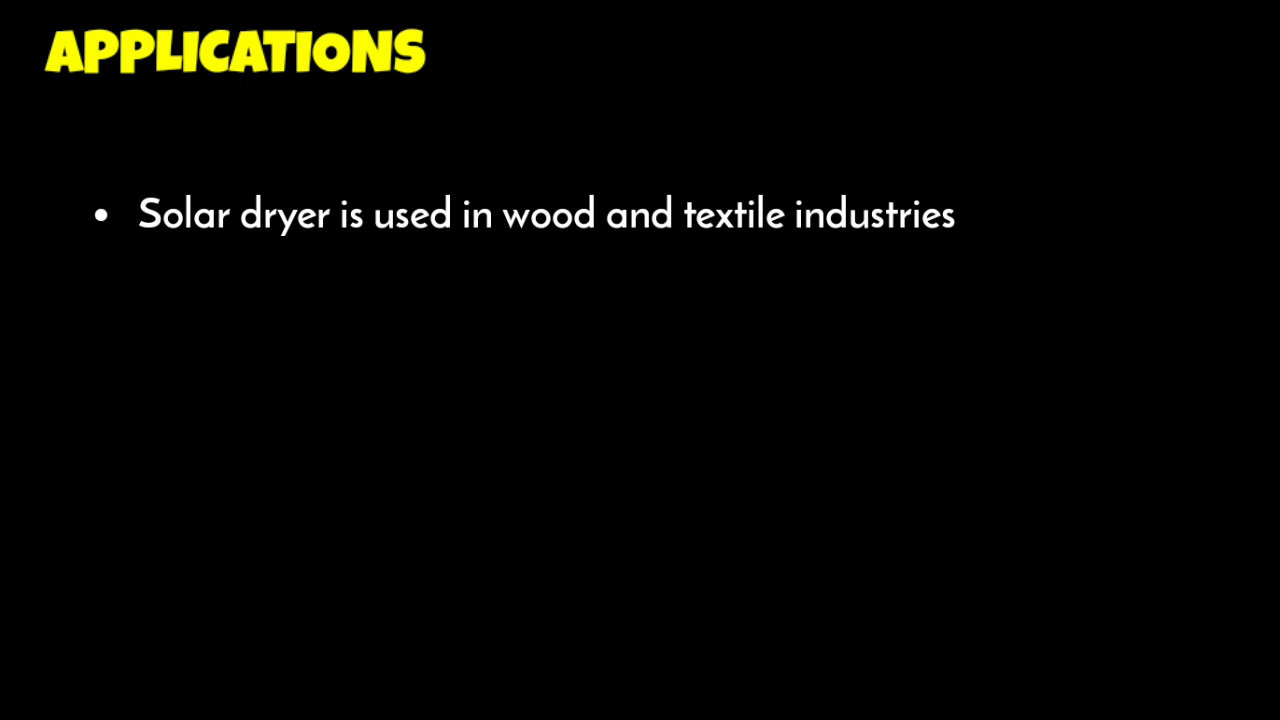 APPLICATIONS
• Solar dryer is used in wood and textile industries